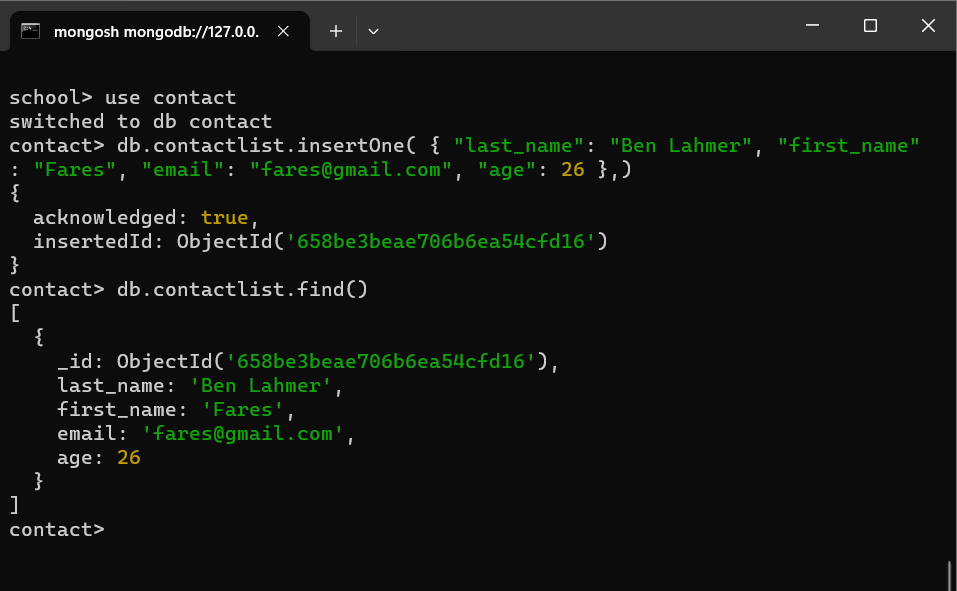 mongosh mongodb://127.0.0.
school> use contact
switched to db contact
contact> db.contactlist.insertOne( { "last_name": "Ben Lahmer", "first_name"
: "Fares", "email": "fares@gmail.com", "age": 26 },)
{
  acknowledged: true,
  insertedId: ObjectId('658be3beae706b6ea54cfd16')
}
contact> db.contactlist.find()
[
  {
    _id: ObjectId('658be3beae706b6ea54cfd16'),
    last_name: 'Ben Lahmer',
    first_name: 'Fares',
    email: 'fares@gmail.com',
    age: 26
  }
]
contact>